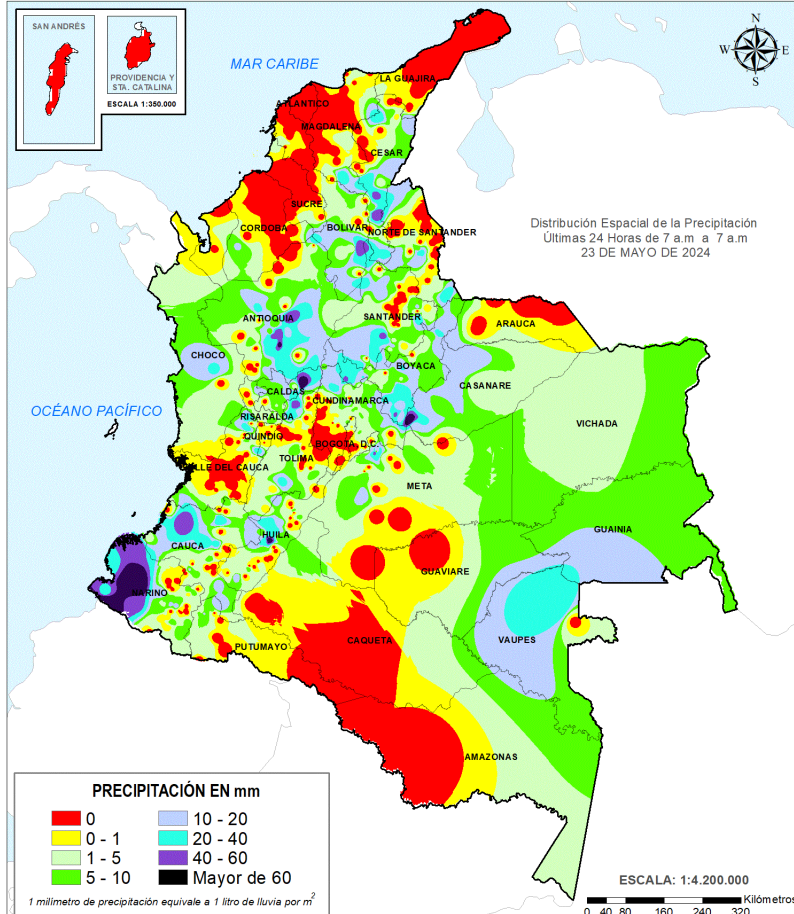 SAN ANDRÉS
PROVIDENCIA Y
STA. CATALINA
ESCALA 1:350.000
MAR CARIBE
N
W
E
S
LA GUAJIRA
ATLANTICO
MAGDALENA
CESAR
SUCRE
CORDOBA
BOLIVAR
NORTE DE SANTANDER
Distribución Espacial de la Precipitación
Últimas 24 Horas de 7 a.m a 7 a.m
23 DE MAYO DE 2024
ANTIOQUIA
SANTANDER
ARAUCA
CHOCO
BOYACA
CASANARE
CALDAS
CUNDINAMARCA
OCÉANO PACÍFICO
RISARALDA
VICHADA
QUINDIO
BOGOTA, D.C.
TOLIMA
VALLE DEL CAUCA
META
GUAINIA
CAUCA
HUILA
GUAVIARE
NARIÑO
VAUPES
CAQUETA
PUTUMAYO
AMAZONAS
PRECIPITACIÓN EN mm
0
10 - 20
0 - 1
20 - 40
1 - 5
40 - 60
5 - 10
Mayor de 60
1 milímetro de precipitación equivale a 1 litro de lluvia por m²
ESCALA: 1:4.200.000
Kilómetros
0 40 80 160 240 320